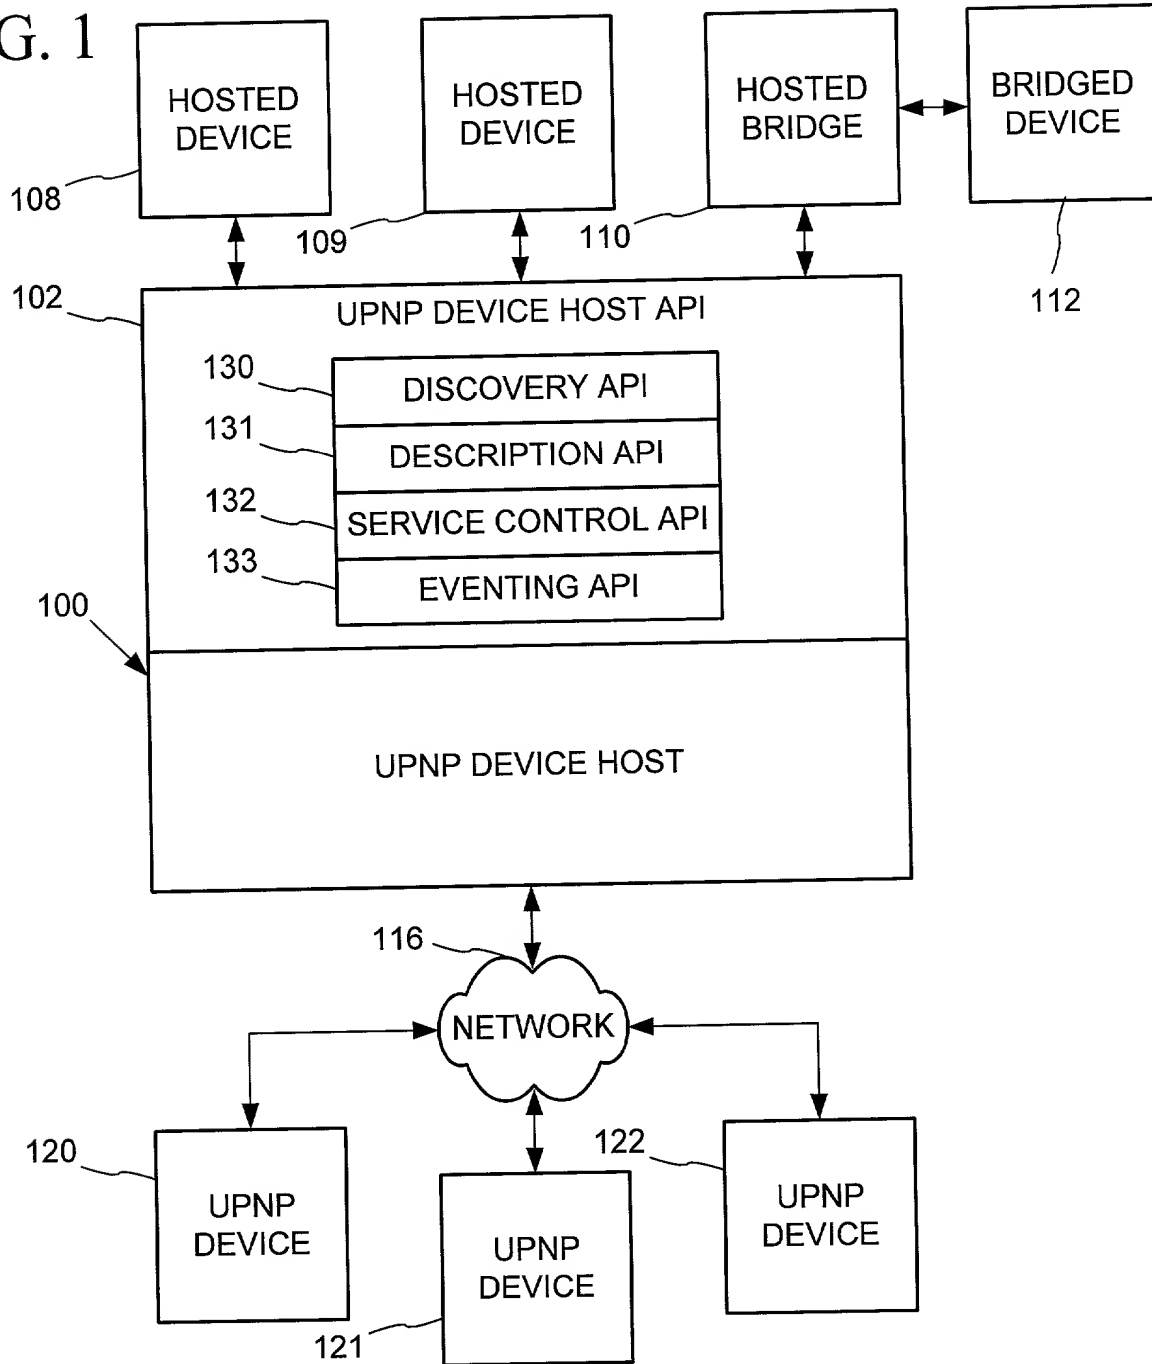 G. 1
HOSTED
DEVICE
HOSTED
DEVICE
HOSTED
BRIDGE
BRIDGED
DEVICE
108
109
110
112
102
UPNP DEVICE HOST API
130
DISCOVERY API
131
DESCRIPTION API
132
SERVICE CONTROL API
133
EVENTING API
100
UPNP DEVICE HOST
116
NETWORK
120
UPNP
DEVICE
121
UPNP
DEVICE
122
UPNP
DEVICE